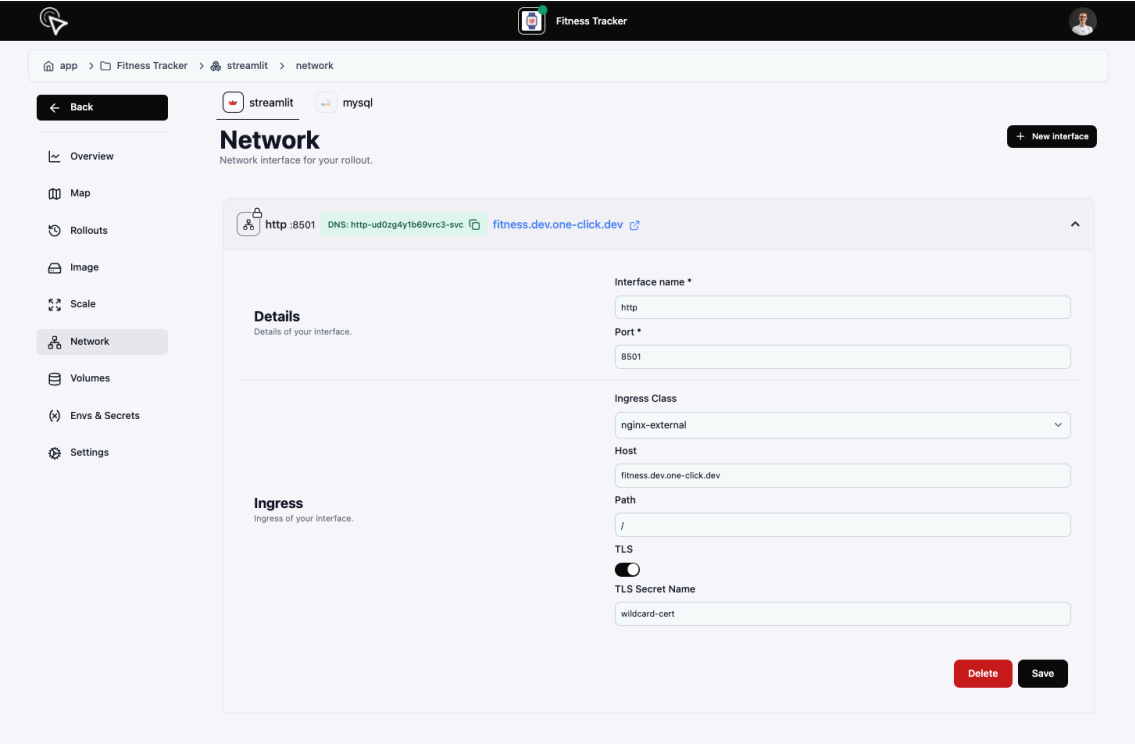 Fitness Tracker
app > Fitness Tracker > streamlit > network
Back
streamlit mysql
Network
Network interface for your rollout.
+ New interface
Overview
Map
Rollouts
Image
Scale
Network
Volumes
Envs & Secrets
Settings
http :8501 DNS: http-ud0zg4y1b69vrc3-svc fitness.dev.one-click.dev
Details
Details of your interface.
Interface name *
http
Port *
8501
Ingress
Ingress of your interface.
Ingress Class
nginx-external
Host
fitness.dev.one-click.dev
Path
/
TLS
TLS Secret Name
wildcard-cert
Delete Save